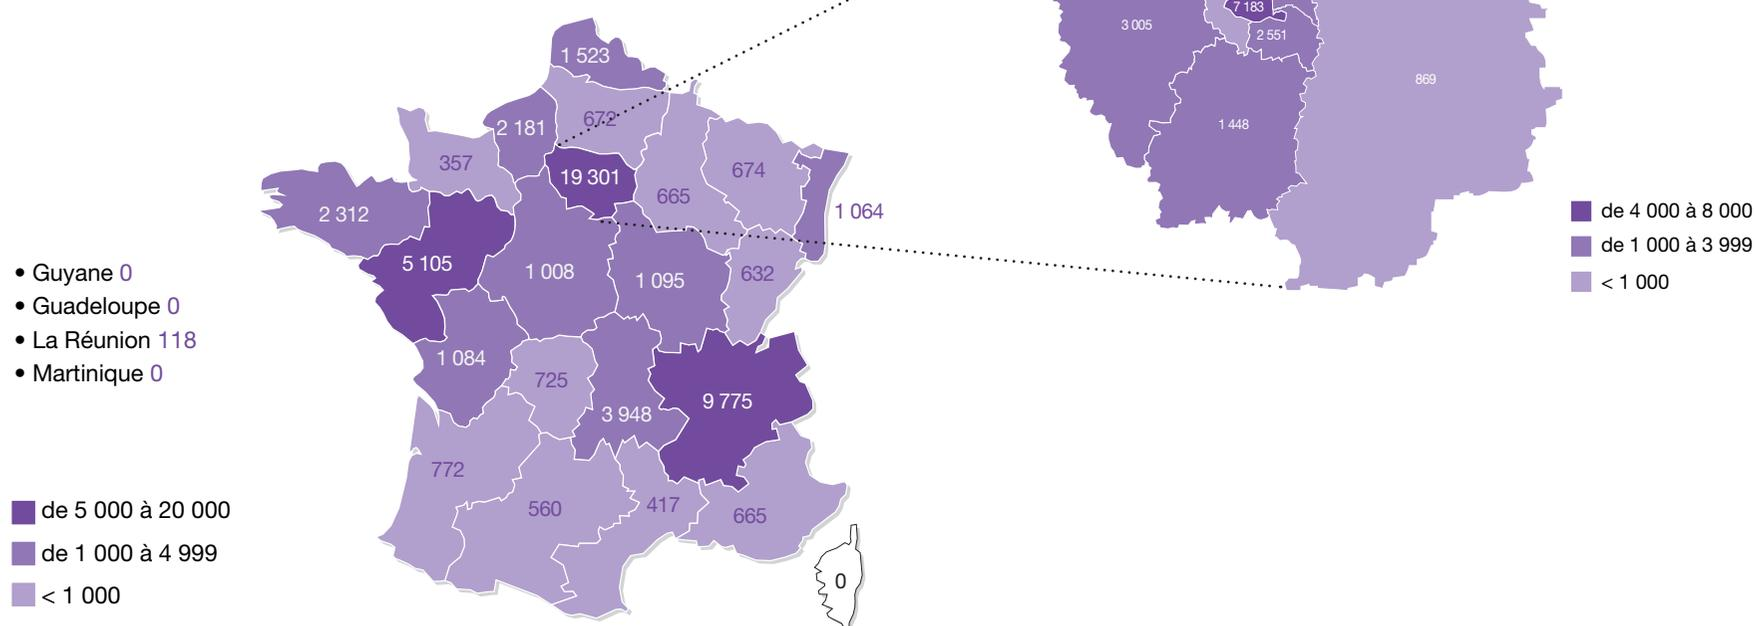 1 523
672
2 181
357
19 301
674
665
2 312
1 064
5 105
1 008
1 095
632
1 084
725
9 775
3 948
772
560
417
665
0
• Guyane 0
• Guadeloupe 0
• La Réunion 118
• Martinique 0
de 5 000 à 20 000
de 1 000 à 4 999
< 1 000
7 183
3 005
2 551
869
1 448
de 4 000 à 8 000
de 1 000 à 3 999
< 1 000